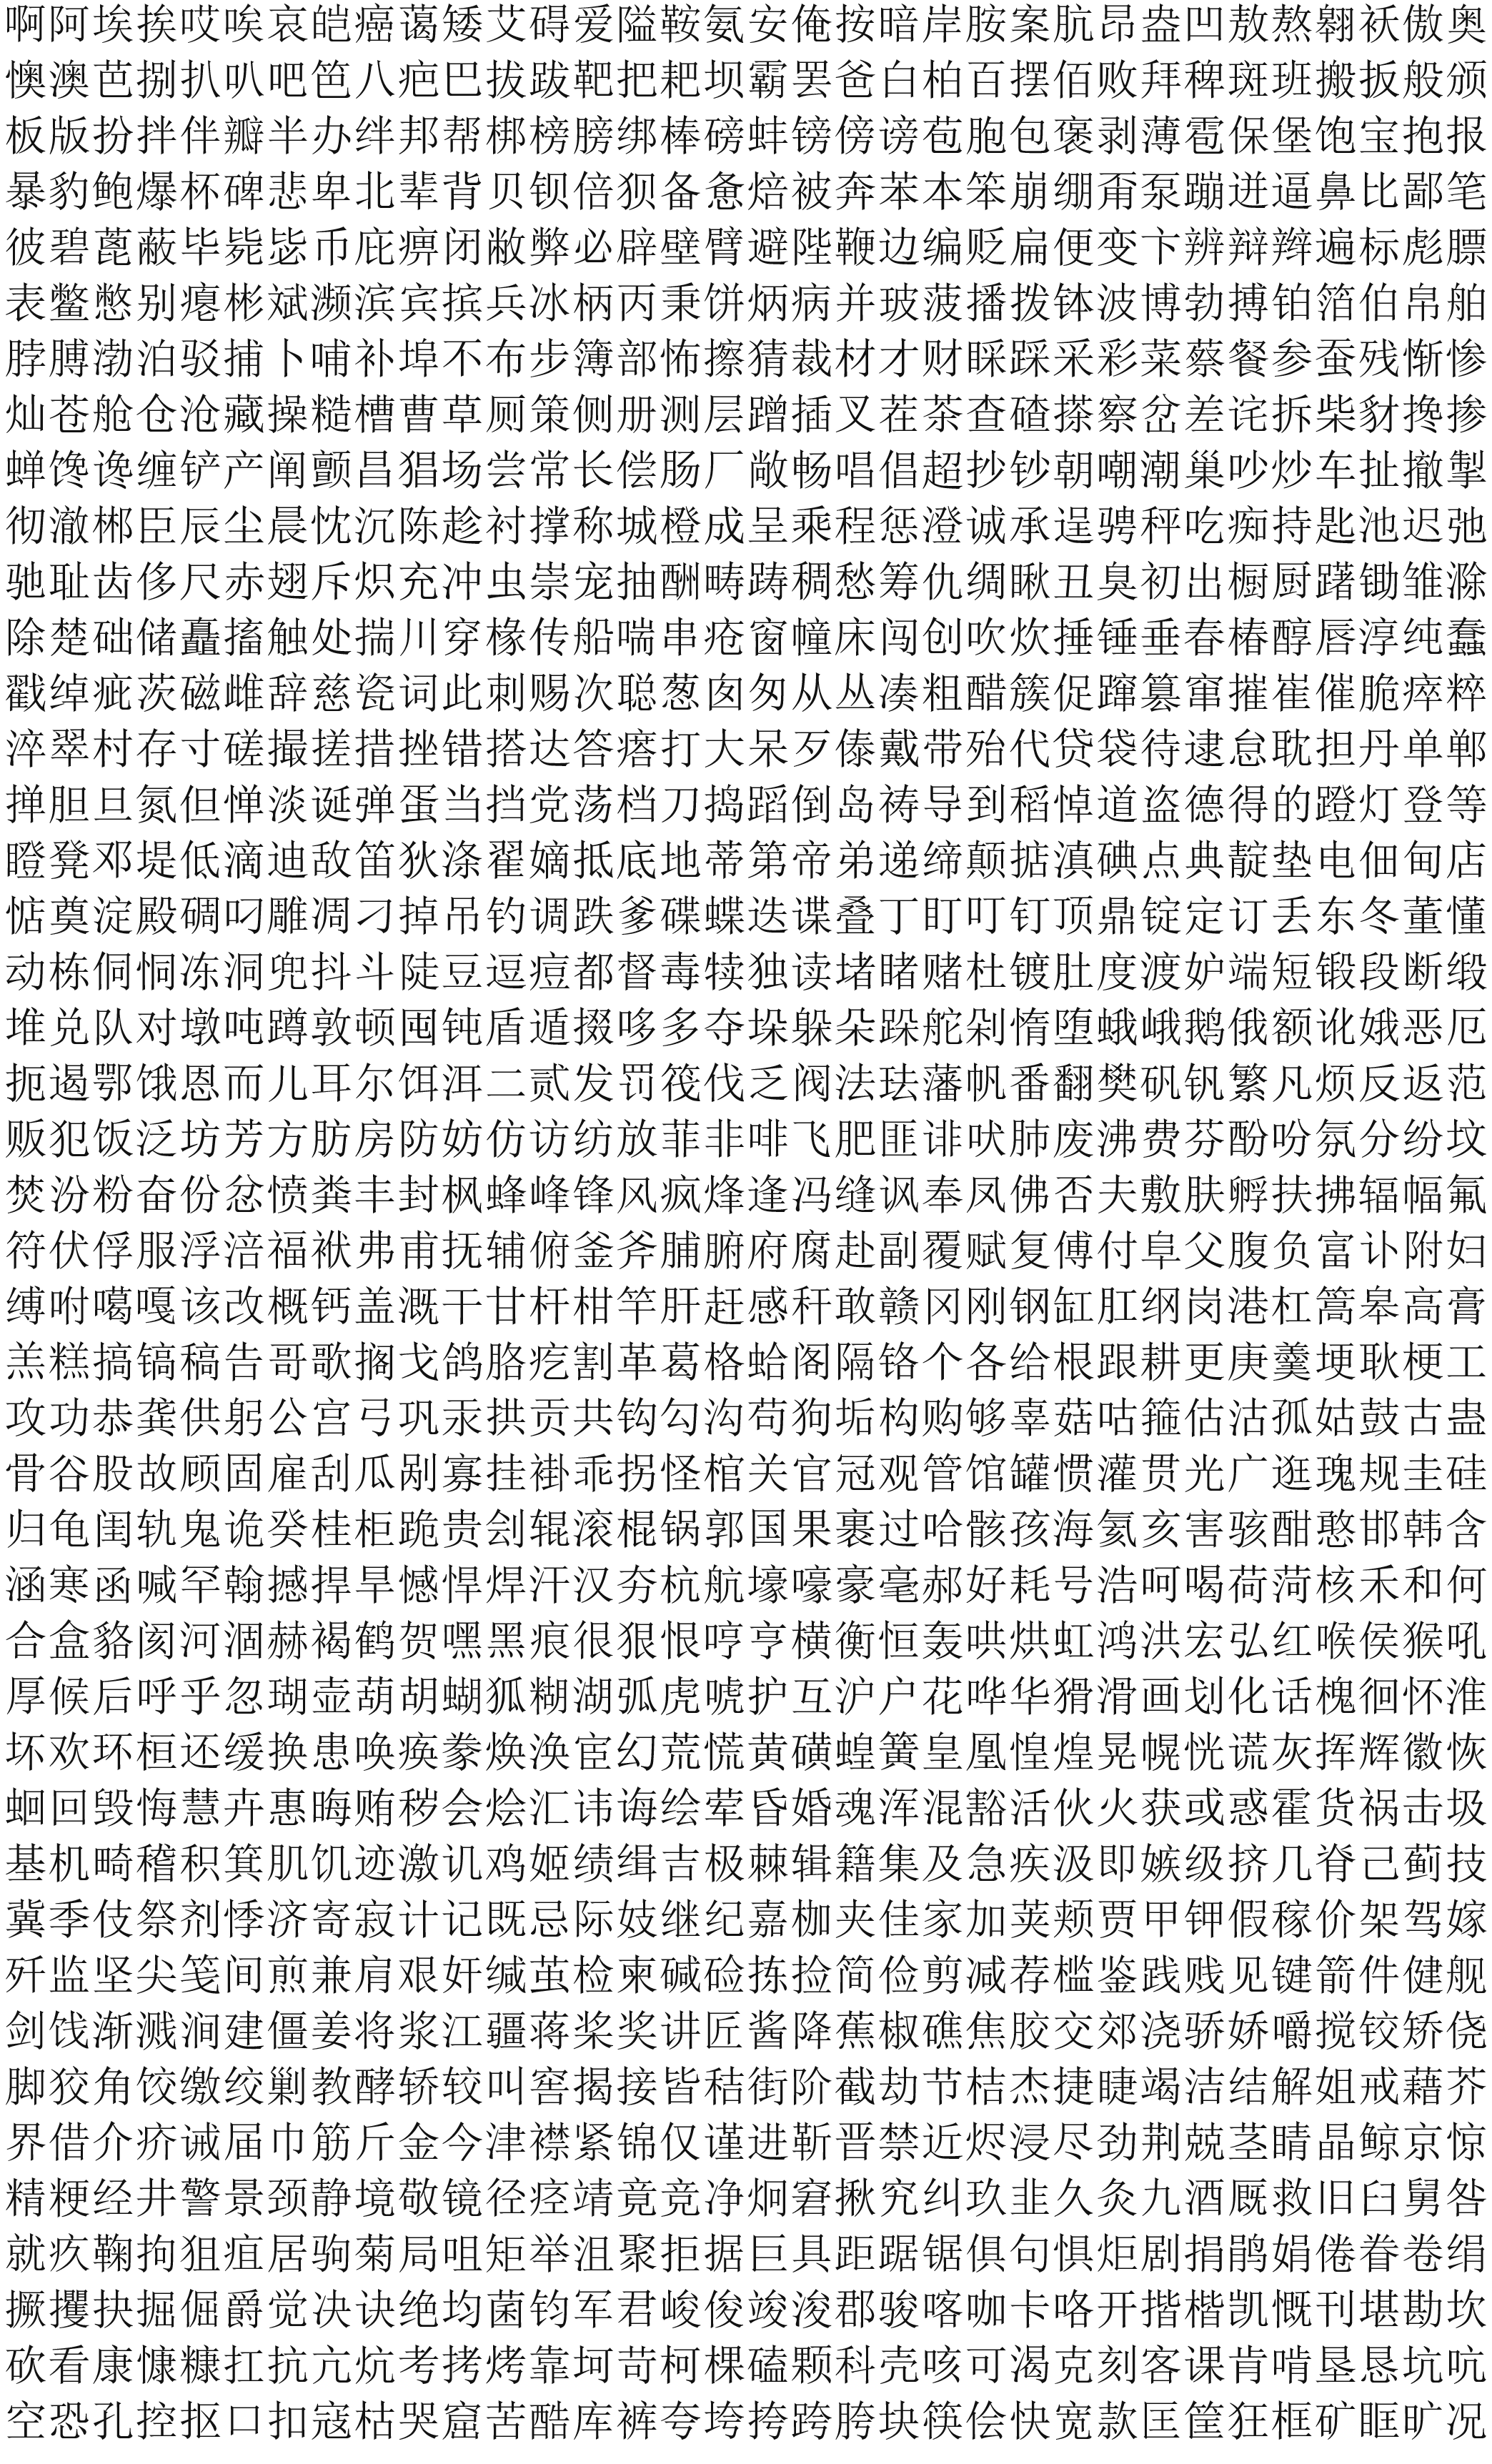 啊阿埃挨哎唉哀皑癌蔼矮艾碍爱隘鞍氨安俺按暗岸胺案肮昂盎凹敖熬翱袄傲奥
懊澳芭捌扒叭吧笆八疤巴拔跋靶把耙坝霸罢爸白柏百摆佰败拜稗斑班搬扳般颁
板版扮拌伴瓣半办绊邦帮梆榜膀绑棒磅蚌镑傍谤苞胞包褒剥薄雹保堡饱宝抱报
暴豹鲍爆杯碑悲卑北辈背贝钡倍狈备惫焙被奔苯本笨崩绷甭泵蹦迸逼鼻比鄙笔
彼碧蓖蔽毕毙毖币庇痹闭敝弊必辟壁臂避陛鞭边编贬扁便变卞辨辩辫遍标彪膘
表鳖憋别瘪彬斌濒滨宾摈兵冰柄丙秉饼炳病并玻菠播拨钵波博勃搏铂箔伯帛舶
脖膊渤泊驳捕卜哺补埠不布步簿部怖擦猜裁材才财睬踩采彩菜蔡餐参蚕残惭惨
灿苍舱仓沧藏操糙槽曹草厕策侧册测层蹭插叉茬茶查碴搽察岔差诧拆柴豺搀掺
蝉馋谗缠铲产阐颤昌猖场尝常长偿肠厂敞畅唱倡超抄钞朝嘲潮巢吵炒车扯撤掣
彻澈郴臣辰尘晨忱沉陈趁衬撑称城橙成呈乘程惩澄诚承逞骋秤吃痴持匙池迟弛
驰耻齿侈尺赤翅斥炽充冲虫崇宠抽酬畴踌稠愁筹仇绸瞅丑臭初出橱厨躇锄雏滁
除楚础储矗搐触处揣川穿椽传船喘串疮窗幢床闯创吹炊捶锤垂春椿醇唇淳纯蠢
戳绰疵茨磁雌辞慈瓷词此刺赐次聪葱囱匆从丛凑粗醋簇促蹿篡窜摧崔催脆瘁粹
淬翠村存寸磋撮搓措挫错搭达答瘩打大呆歹傣戴带殆代贷袋待逮怠耽担丹单郸
掸胆旦氮但惮淡诞弹蛋当挡党荡档刀捣蹈倒岛祷导到稻悼道盗德得的蹬灯登等
瞪凳邓堤低滴迪敌笛狄涤翟嫡抵底地蒂第帝弟递缔颠掂滇碘点典靛垫电佃甸店
惦奠淀殿碉叼雕凋刁掉吊钓调跌爹碟蝶迭谍叠丁盯叮钉顶鼎锭定订丢东冬董懂
动栋侗恫冻洞兜抖斗陡豆逗痘都督毒犊独读堵睹赌杜镀肚度渡妒端短锻段断缎
堆兑队对墩吨蹲敦顿囤钝盾遁掇哆多夺垛躲朵跺舵剁惰堕蛾峨鹅俄额讹娥恶厄
扼遏鄂饿恩而儿耳尔饵洱二贰发罚筏伐乏阀法珐藩帆番翻樊矾钒繁凡烦反返范
贩犯饭泛坊芳方肪房防妨仿访纺放菲非啡飞肥匪诽吠肺废沸费芬酚吩氛分纷坟
焚汾粉奋份忿愤粪丰封枫蜂峰锋风疯烽逢冯缝讽奉凤佛否夫敷肤孵扶拂辐幅氟
符伏俘服浮涪福袱弗甫抚辅俯釜斧脯腑府腐赴副覆赋复傅付阜父腹负富讣附妇
缚咐噶嘎该改概钙盖溉干甘杆柑竿肝赶感秆敢赣冈刚钢缸肛纲岗港杠篙皋高膏
羔糕搞镐稿告哥歌搁戈鸽胳疙割革葛格蛤阁隔铬个各给根跟耕更庚羹埂耿梗工
攻功恭龚供躬公宫弓巩汞拱贡共钩勾沟苟狗垢构购够辜菇咕箍估沽孤姑鼓古蛊
骨谷股故顾固雇刮瓜剐寡挂褂乖拐怪棺关官冠观管馆罐惯灌贯光广逛瑰规圭硅
归龟闺轨鬼诡癸桂柜跪贵刽辊滚棍锅郭国果裹过哈骸孩海氦亥害骇酣憨邯韩含
涵寒函喊罕翰撼捍旱憾悍焊汗汉夯杭航壕嚎豪毫郝好耗号浩呵喝荷菏核禾和何
合盒貉阂河涸赫褐鹤贺嘿黑痕很狠恨哼亨横衡恒轰哄烘虹鸿洪宏弘红喉侯猴吼
厚候后呼乎忽瑚壶葫胡蝴狐糊湖弧虎唬护互沪户花哗华猾滑画划化话槐徊怀淮
坏欢环桓还缓换患唤痪豢焕涣宦幻荒慌黄磺蝗簧皇凰惶煌晃幌恍谎灰挥辉徽恢
蛔回毁悔慧卉惠晦贿秽会烩汇讳诲绘荤昏婚魂浑混豁活伙火获或惑霍货祸击圾
基机畸稽积箕肌饥迹激讥鸡姬绩缉吉极棘辑籍集及急疾汲即嫉级挤几脊己蓟技
冀季伎祭剂悸济寄寂计记既忌际妓继纪嘉枷夹佳家加荚颊贾甲钾假稼价架驾嫁
歼监坚尖笺间煎兼肩艰奸缄茧检柬碱硷拣捡简俭剪减荐槛鉴践贱见键箭件健舰
剑饯渐溅涧建僵姜将浆江疆蒋桨奖讲匠酱降蕉椒礁焦胶交郊浇骄娇嚼搅铰矫侥
脚狡角饺缴绞剿教酵轿较叫窖揭接皆秸街阶截劫节桔杰捷睫竭洁结解姐戒藉芥
界借介疥诫届巾筋斤金今津襟紧锦仅谨进靳晋禁近烬浸尽劲荆兢茎睛晶鲸京惊
精粳经井警景颈静境敬镜径痉靖竟竞净炯窘揪究纠玖韭久灸九酒厩救旧臼舅咎
就疚鞠拘狙疽居驹菊局咀矩举沮聚拒据巨具距踞锯俱句惧炬剧捐鹃娟倦眷卷绢
撅攫抉掘倔爵觉决诀绝均菌钧军君峻俊竣浚郡骏喀咖卡咯开揩楷凯慨刊堪勘坎
砍看康慷糠扛抗亢炕考拷烤靠坷苛柯棵磕颗科壳咳可渴克刻客课肯啃垦恳坑吭
空恐孔控抠口扣寇枯哭窟苦酷库裤夸垮挎跨胯块筷侩快宽款匡筐狂框矿眶旷况